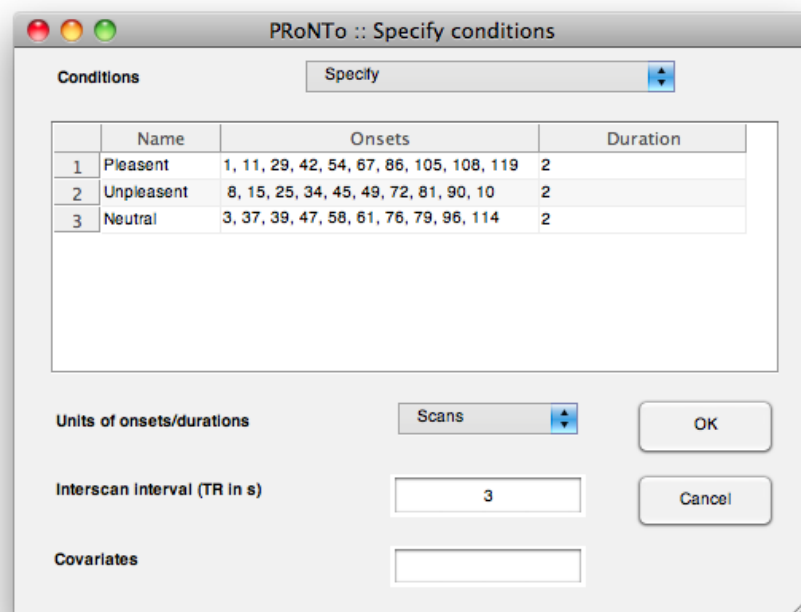 PRoNTo :: Specify conditions
Conditions Specify
Name Onsets Duration
1 Pleasent 1, 11, 29, 42, 54, 67, 86, 105, 108, 119 2
2 Unpleasent 8, 15, 25, 34, 45, 49, 72, 81, 90, 10 2
3 Neutral 3, 37, 39, 47, 58, 61, 76, 79, 96, 114 2
Units of onsets/durations Scans OK
Interscan interval (TR in s) 3 Cancel
Covariates